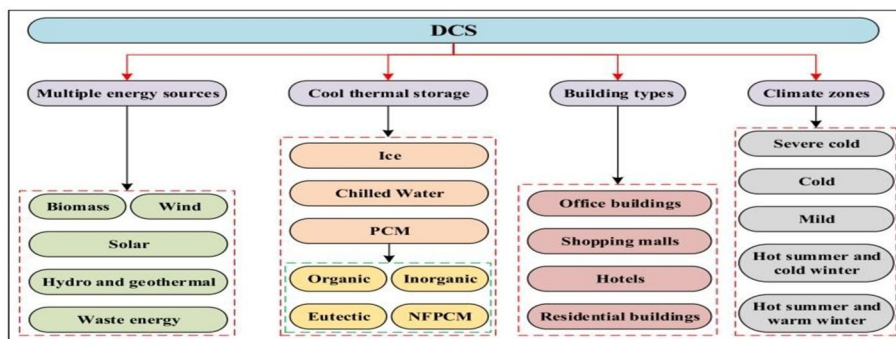 DCS
Multiple energy sources
Cool thermal storage
Building types
Climate zones
Biomass
Wind
Solar
Hydro and geothermal
Waste energy
Ice
Chilled Water
PCM
Organic
Inorganic
Eutectic
NFPCM
Office buildings
Shopping malls
Hotels
Residential buildings
Severe cold
Cold
Mild
Hot summer and
cold winter
Hot summer and
warm winter